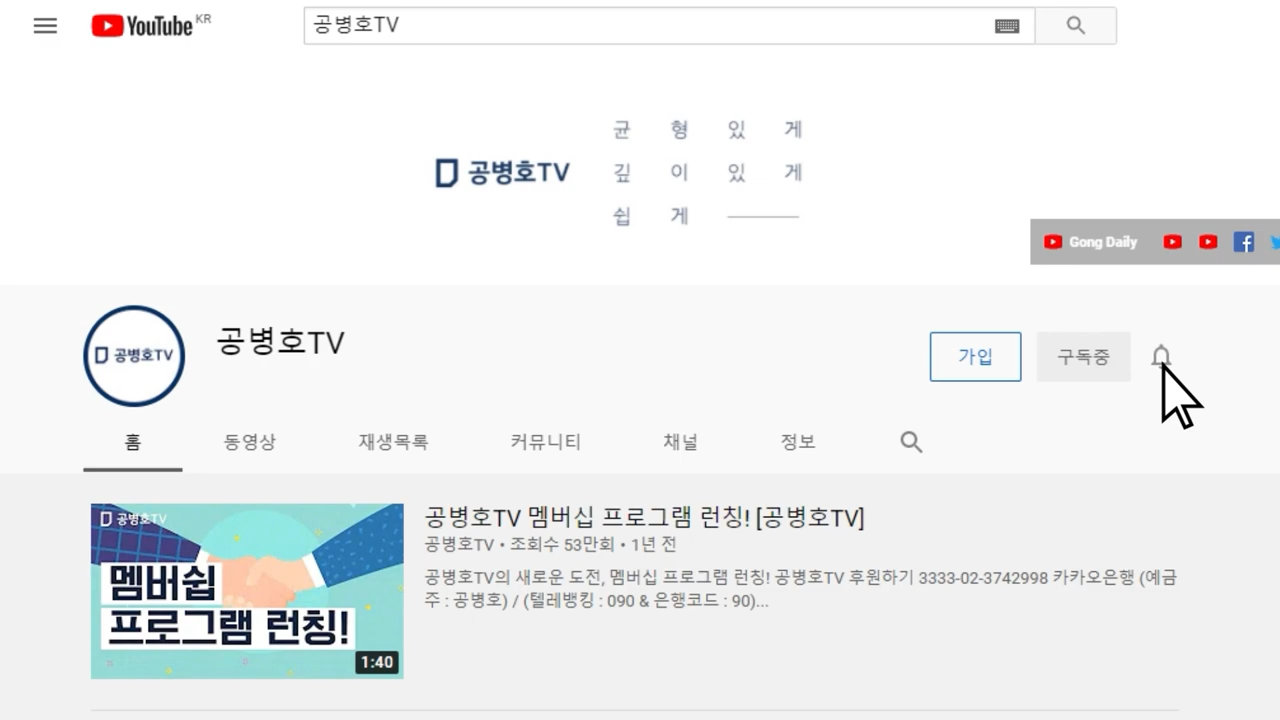 YouTube KR
공병호TV
균 형 있 게
공병호TV
깊 이 있 게
쉽 게
Gong Daily
공병호TV
공병호TV
가입
구독중
홈
동영상
재생목록
커뮤니티
채널
정보
공병호TV
멤버쉽
프로그램 런칭!
1:40
공병호TV 멤버십 프로그램 런칭! [공병호TV]
공병호TV • 조회수 53만회 • 1년 전
공병호TV의 새로운 도전, 멤버십 프로그램 런칭! 공병호TV 후원하기 3333-02-3742998 카카오은행 (예금
주 : 공병호) / (텔레뱅킹 : 090 & 은행코드 : 90)...